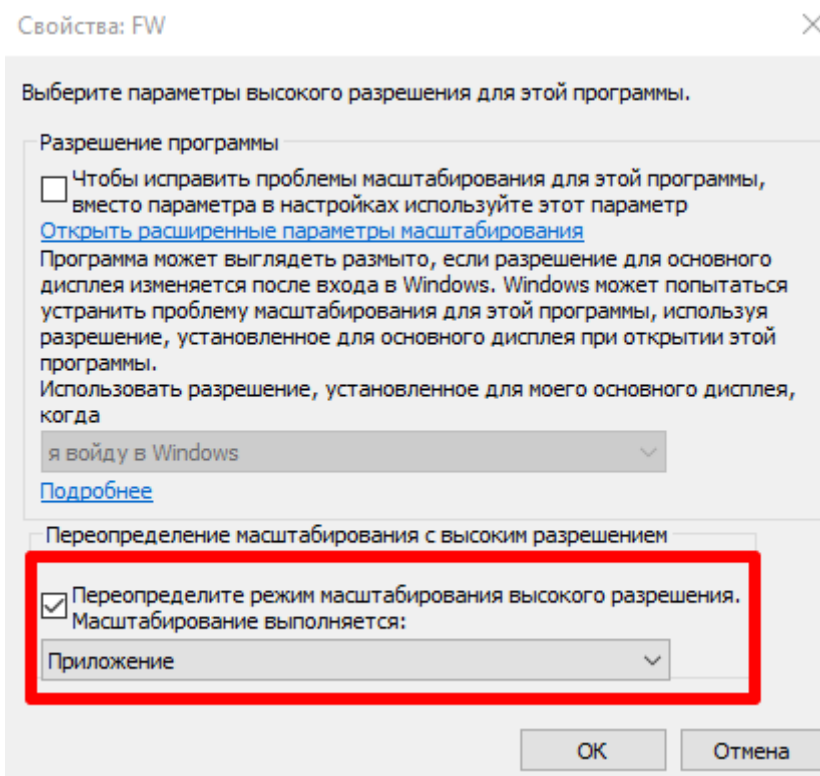 Свойства: FW
Выберите параметры высокого разрешения для этой программы.
Разрешение программы
Чтобы исправить проблемы масштабирования для этой программы,
вместо параметра в настройках используйте этот параметр
Открыть расширенные параметры масштабирования
Программа может выглядеть размыто, если разрешение для основного
дисплея изменяется после входа в Windows. Windows может попытаться
устранить проблему масштабирования для этой программы, используя
разрешение, установленное для основного дисплея при открытии этой
программы.
Использовать разрешение, установленное для моего основного дисплея,
когда
я войду в Windows
Подробнее
Переопределение масштабирования с высоким разрешением
Переопределите режим масштабирования высокого разрешения.
Масштабирование выполняется:
Приложение
ОК
Отмена